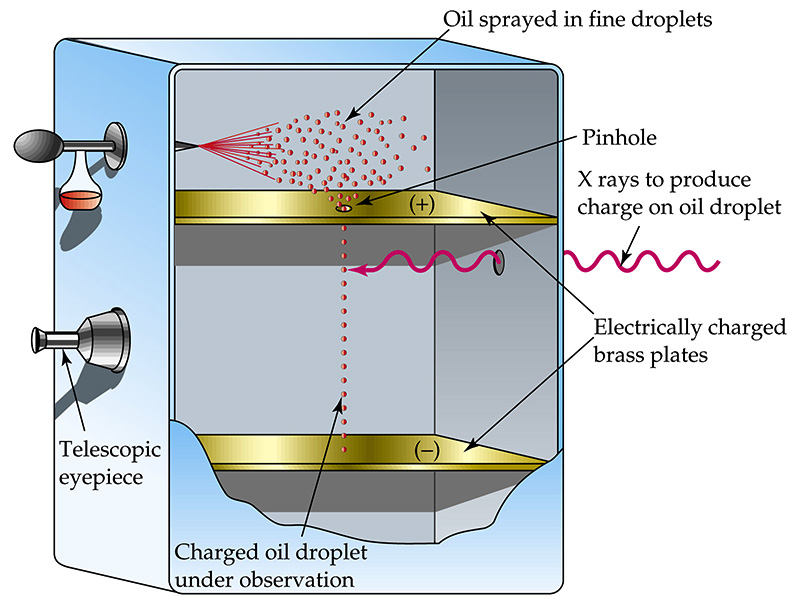 Oil sprayed in fine droplets
Pinhole
X rays to produce
charge on oil droplet
(+)
Electrically charged
brass plates
(−)
Telescopic
eyepiece
Charged oil droplet
under observation